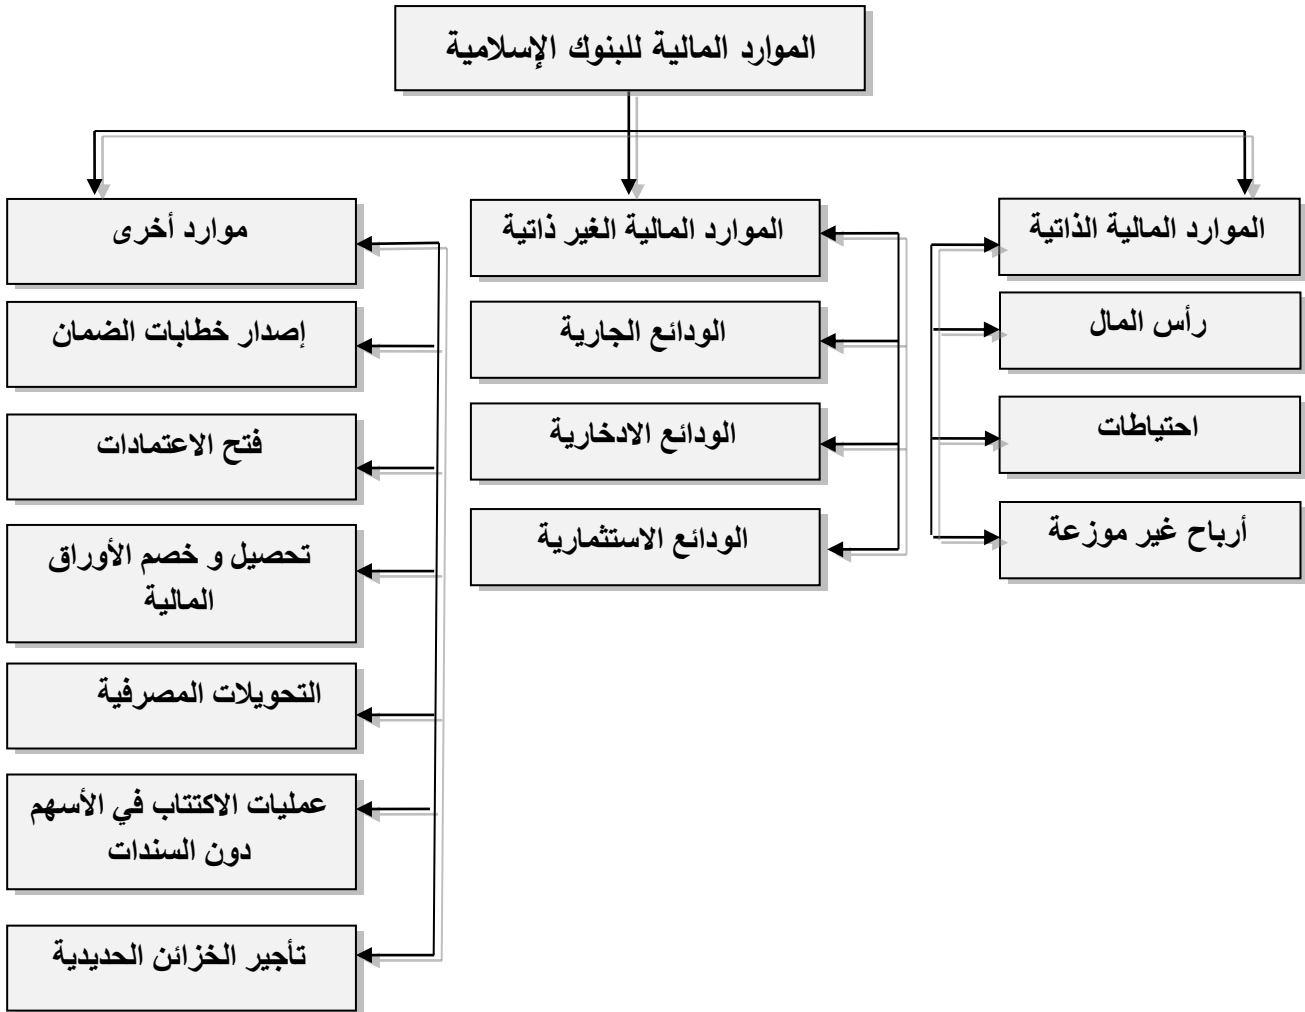 الموارد المالية للبنوك الإسلامية
الموارد المالية الذاتية
رأس المال
احتياطات
أرباح غير موزعة
الموارد المالية الغير ذاتية
الودائع الجارية
الودائع الادخارية
الودائع الاستثمارية
موارد أخرى
إصدار خطابات الضمان
فتح الاعتمادات
تحصيل و خصم الأوراق
المالية
التحويلات المصرفية
عمليات الاكتتاب في الأسهم
دون السندات
تأجير الخزائن الحديدية